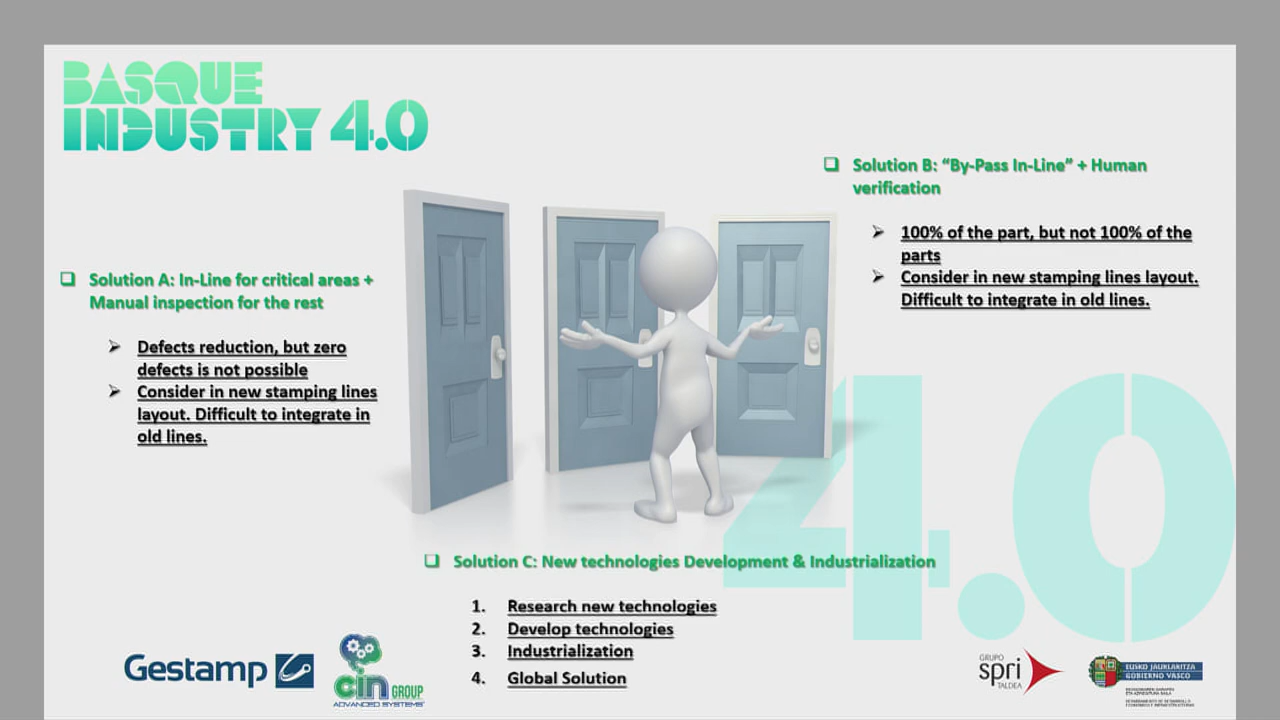 BASQUE
INDUSTRY 4.0
Solution A: In-Line for critical areas +
Manual inspection for the rest
Defects reduction, but zero
defects is not possible
Consider in new stamping lines
layout. Difficult to integrate in
old lines.
Solution B: “By-Pass In-Line” + Human
verification
100% of the part, but not 100% of the
parts
Consider in new stamping lines layout.
Difficult to integrate in old lines.
4.0
Solution C: New technologies Development & Industrialization
1. Research new technologies
2. Develop technologies
3. Industrialization
4. Global Solution
Gestamp
cin GROUP
ADVANCED SYSTEMS
GRUPO
spri
TALDEA
EUSKO JAURLARITZA
GOBIERNO VASCO